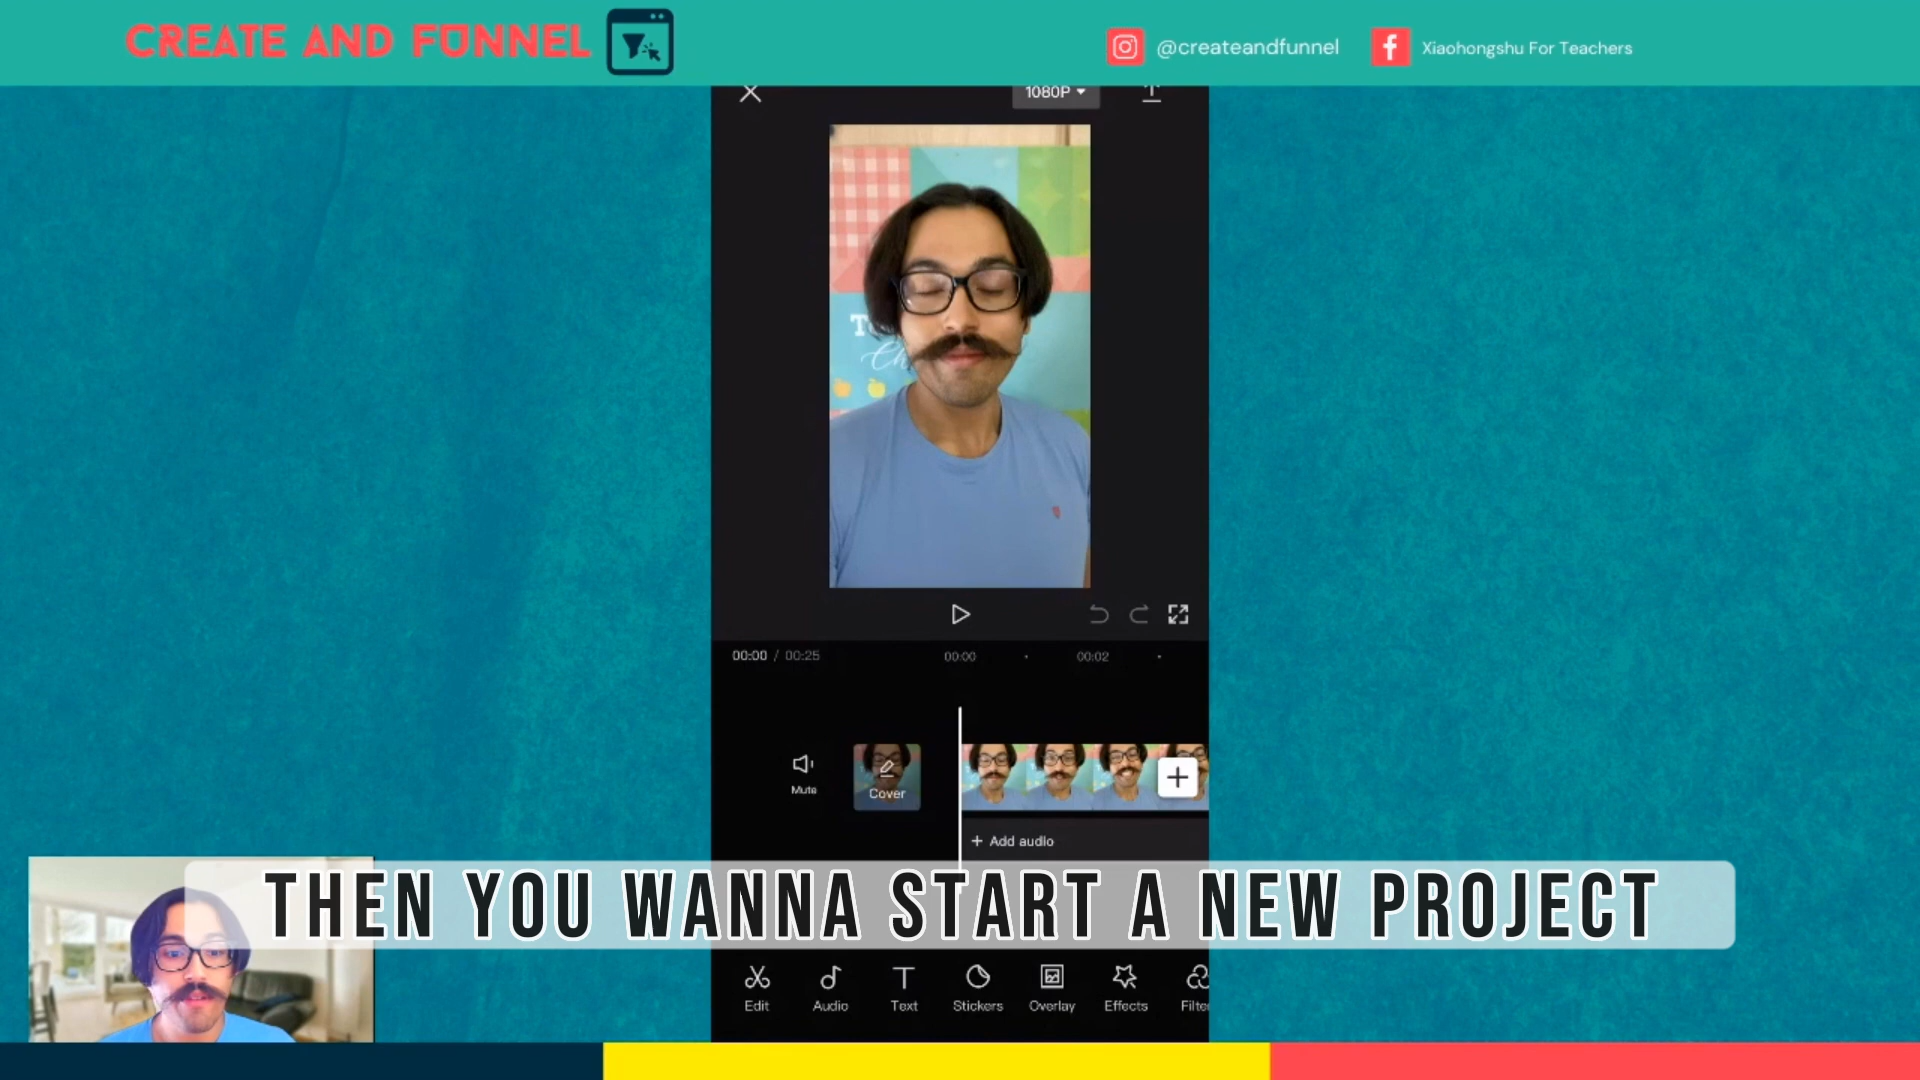 CREATE AND FUNNEL
@createandfunnel
Xiaohongshu For Teachers
1080P
00:00 / 00:25
00:00
00:02
Mute
Cover
+ Add audio
THEN YOU WANNA START A NEW PROJECT
Edit
Audio
Text
Stickers
Overlay
Effects